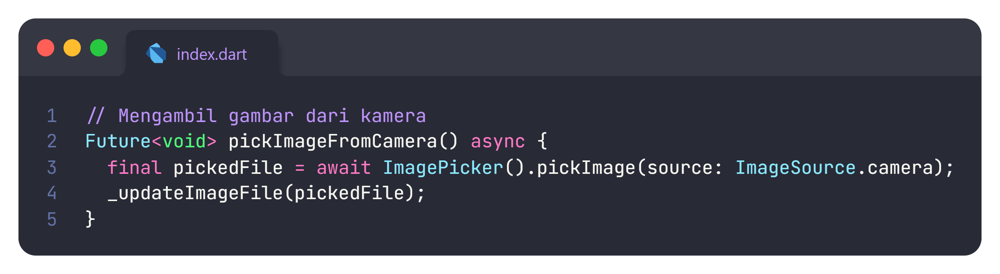 index.dart
1 // Mengambil gambar dari kamera
2 Future<void> pickImageFromCamera() async {
3   final pickedFile = await ImagePicker().pickImage(source: ImageSource.camera);
4   _updateImageFile(pickedFile);
5 }